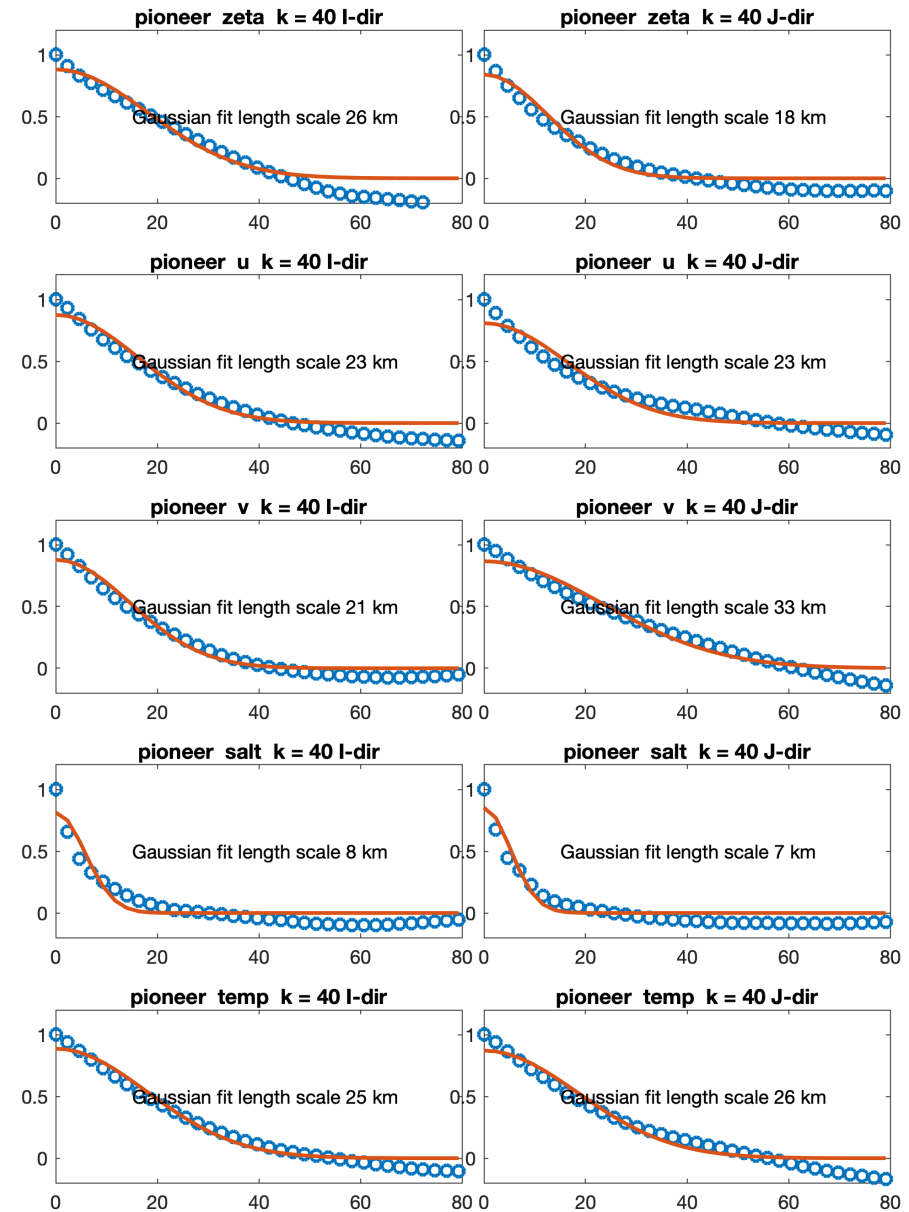 pioneer zeta k = 40 I-dir
pioneer zeta k = 40 J-dir
1
0.5
0
Gaussian fit length scale 26 km
0 20 40 60 80
1
0.5
0
Gaussian fit length scale 18 km
0 20 40 60 80
pioneer u k = 40 I-dir
pioneer u k = 40 J-dir
1
0.5
0
Gaussian fit length scale 23 km
0 20 40 60 80
1
0.5
0
Gaussian fit length scale 23 km
0 20 40 60 80
pioneer v k = 40 I-dir
pioneer v k = 40 J-dir
1
0.5
0
Gaussian fit length scale 21 km
0 20 40 60 80
1
0.5
0
Gaussian fit length scale 33 km
0 20 40 60 80
pioneer salt k = 40 I-dir
pioneer salt k = 40 J-dir
1
0.5
0
Gaussian fit length scale 8 km
0 20 40 60 80
1
0.5
0
Gaussian fit length scale 7 km
0 20 40 60 80
pioneer temp k = 40 I-dir
pioneer temp k = 40 J-dir
1
0.5
0
Gaussian fit length scale 25 km
0 20 40 60 80
1
0.5
0
Gaussian fit length scale 26 km
0 20 40 60 80